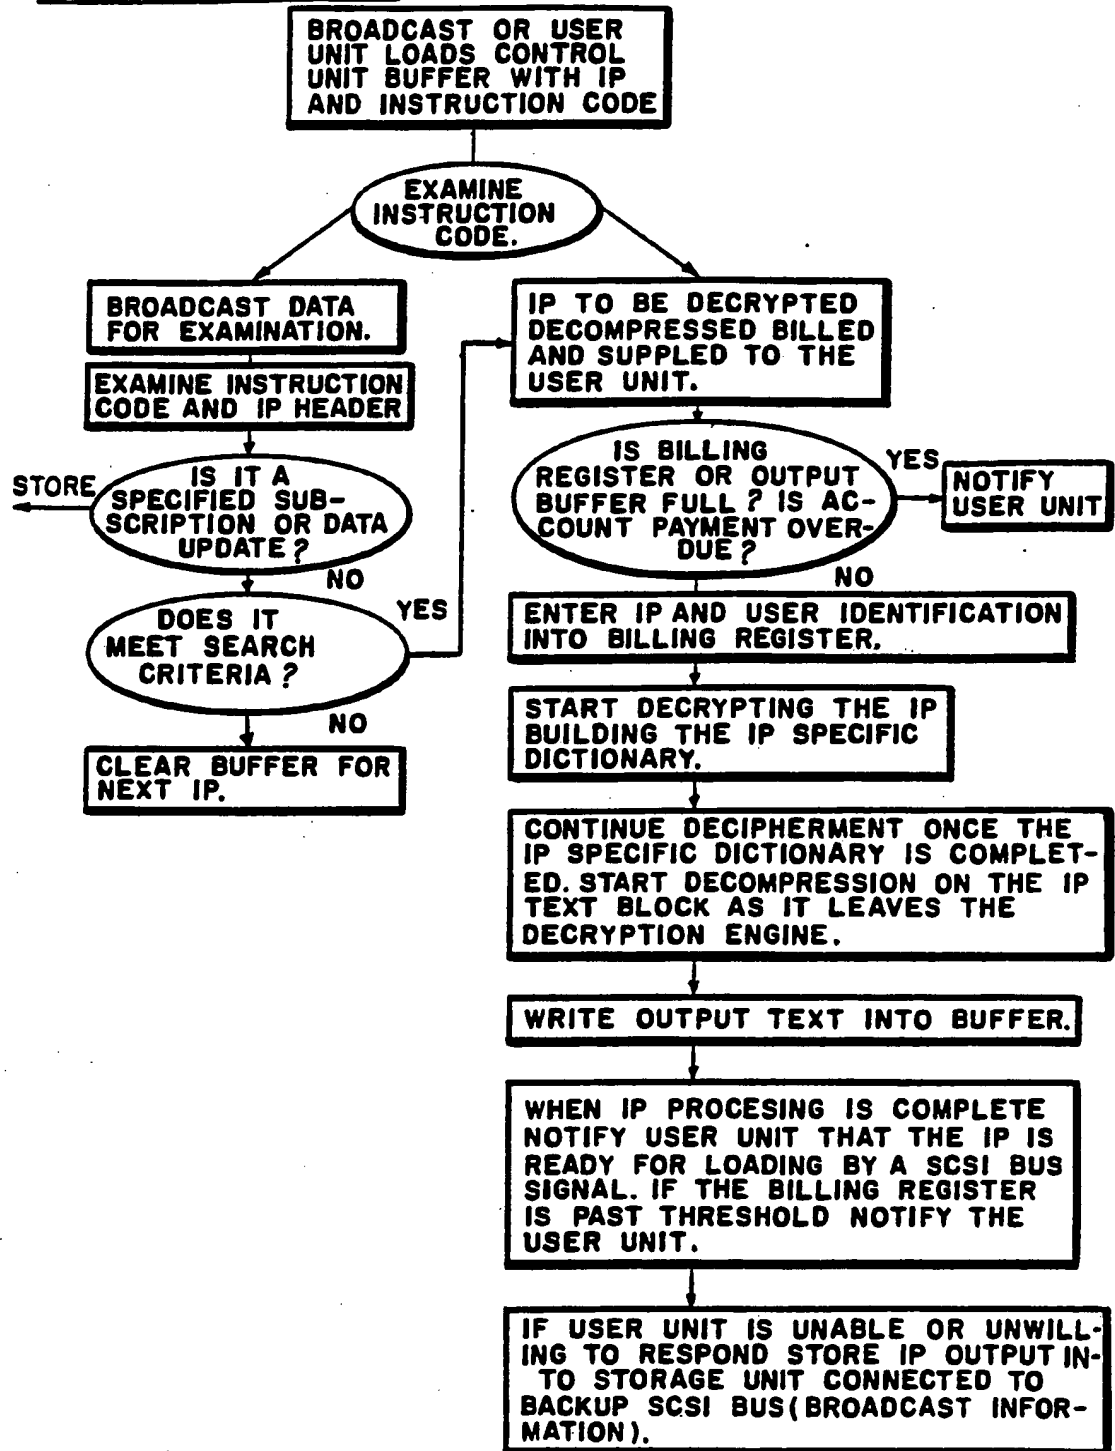 BROADCAST OR USER
UNIT LOADS CONTROL
UNIT BUFFER WITH IP
AND INSTRUCTION CODE
EXAMINE
INSTRUCTION
CODE.
BROADCAST DATA
FOR EXAMINATION.
EXAMINE INSTRUCTION
CODE AND IP HEADER
IS IT A
SPECIFIED SUB-
SCRIPTION OR DATA
UPDATE?
STORE
NO
DOES IT
MEET SEARCH
CRITERIA?
YES
NO
CLEAR BUFFER FOR
NEXT IP.
IP TO BE DECRYPTED
DECOMPRESSED BILLED
AND SUPPLED TO THE
USER UNIT.
IS BILLING
REGISTER OR OUTPUT
BUFFER FULL? IS AC-
COUNT PAYMENT OVER-
DUE?
YES
NOTIFY
USER UNIT
NO
ENTER IP AND USER IDENTIFICATION
INTO BILLING REGISTER.
START DECRYPTING THE IP
BUILDING THE IP SPECIFIC
DICTIONARY.
CONTINUE DECIPHERMENT ONCE THE
IP SPECIFIC DICTIONARY IS COMPLET-
ED. START DECOMPRESSION ON THE IP
TEXT BLOCK AS IT LEAVES THE
DECRYPTION ENGINE.
WRITE OUTPUT TEXT INTO BUFFER.
WHEN IP PROCESING IS COMPLETE
NOTIFY USER UNIT THAT THE IP IS
READY FOR LOADING BY A SCSI BUS
SIGNAL. IF THE BILLING REGISTER
IS PAST THRESHOLD NOTIFY THE
USER UNIT.
IF USER UNIT IS UNABLE OR UNWILL-
ING TO RESPOND STORE IP OUTPUT IN-
TO STORAGE UNIT CONNECTED TO
BACKUP SCSI BUS (BROADCAST INFOR-
MATION).